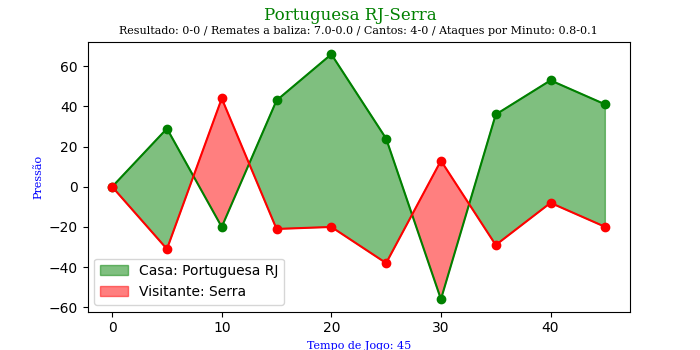 Portuguesa RJ-Serra
Resultado: 0-0 / Remates a baliza: 7.0-0.0 / Cantos: 4-0 / Ataques por Minuto: 0.8-0.1
Pressão
60
40
20
0
−20
−40
−60
Casa: Portuguesa RJ
Visitante: Serra
0 10 20 30 40
Tempo de Jogo: 45